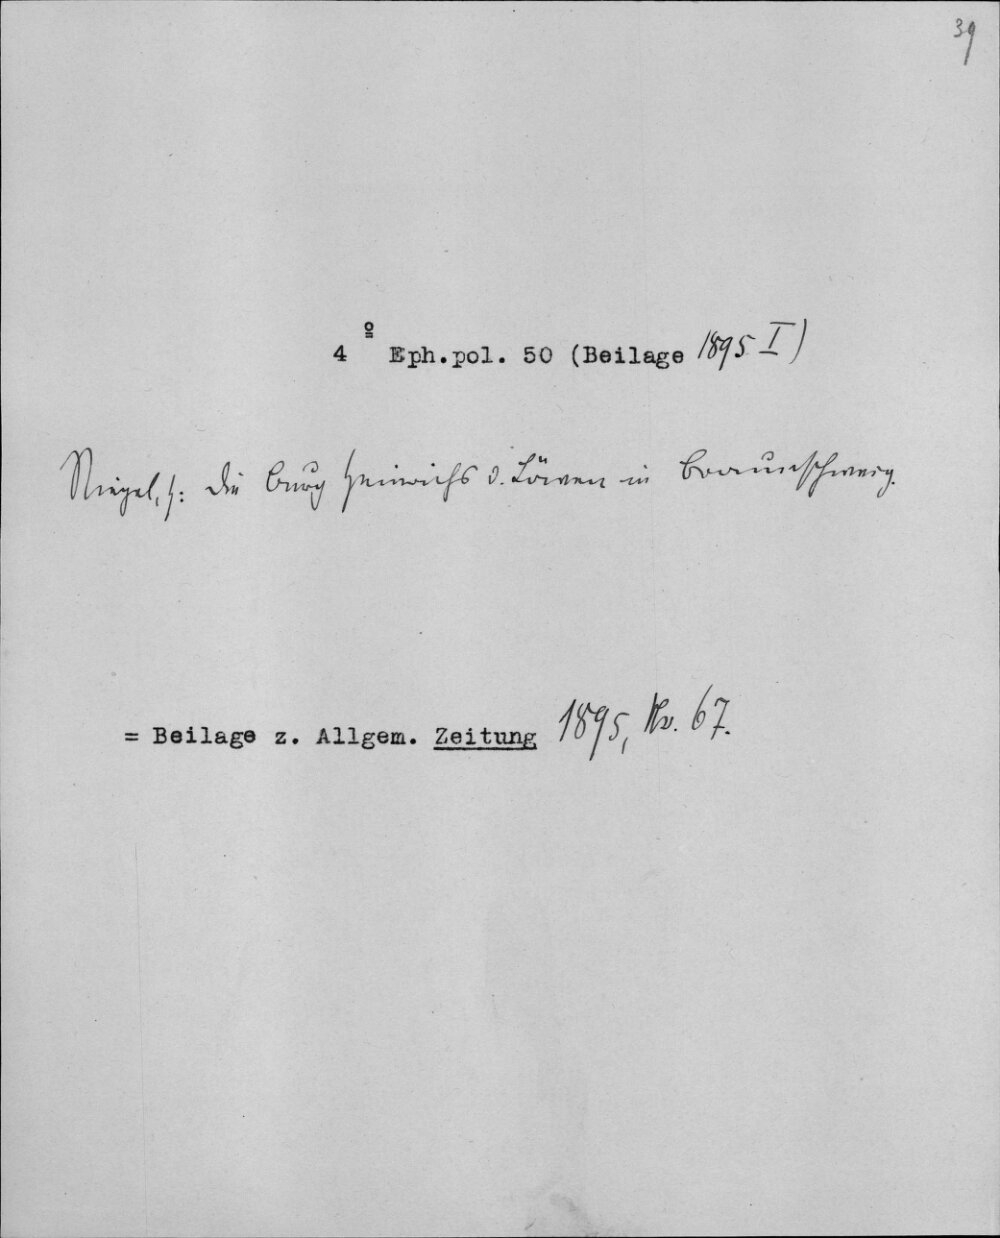 39
4º Eph.pol. 50 (Beilage 1895 I)
Riegel, H: Die Burg Heinrichs d. Löwen in Braunschweig.
= Beilage z. Allgem. Zeitung 1895, Nr. 67.